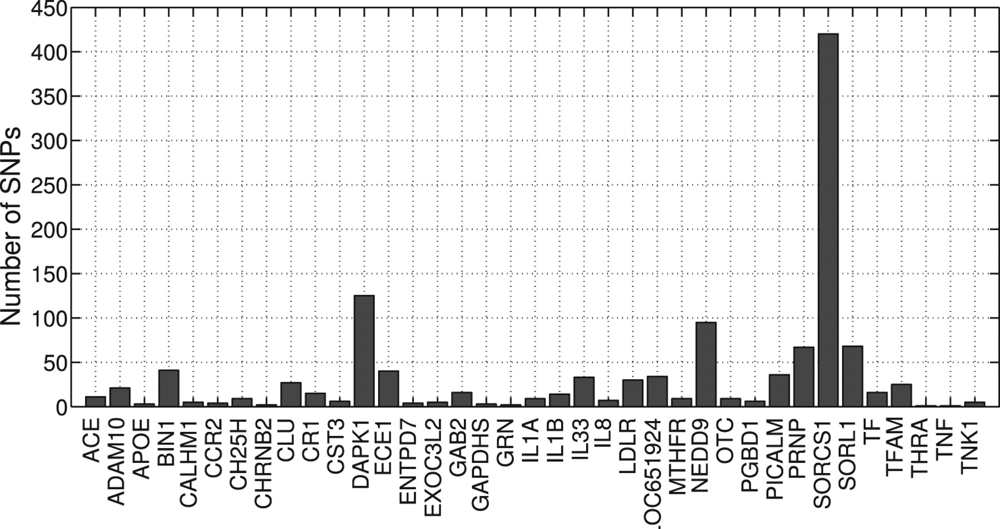 Number of SNPs
450
400
350
300
250
200
150
100
50
0
ACE
ADAM10
APOE
BIN1
CALHM1
CCR2
CH25H
CHRNB2
CLU
CR1
CST3
DAPK1
ECE1
ENTPD7
EXOC3L2
GAB2
GAPDHS
GRN
IL1A
IL1B
IL33
IL8
LDLR
OC651924
MTHFR
NEDD9
OTC
PGBD1
PICALM
PRNP
SORCS1
SORL1
TF
TFAM
THRA
TNF
TNK1